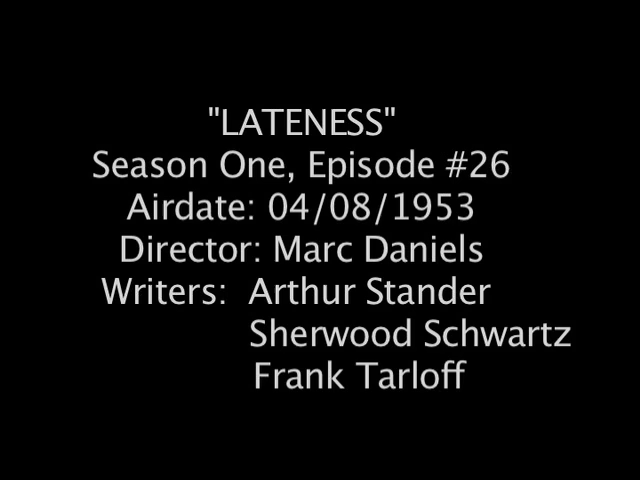 "LATENESS"
Season One, Episode #26
Airdate: 04/08/1953
Director: Marc Daniels
Writers: Arthur Stander
Sherwood Schwartz
Frank Tarloff